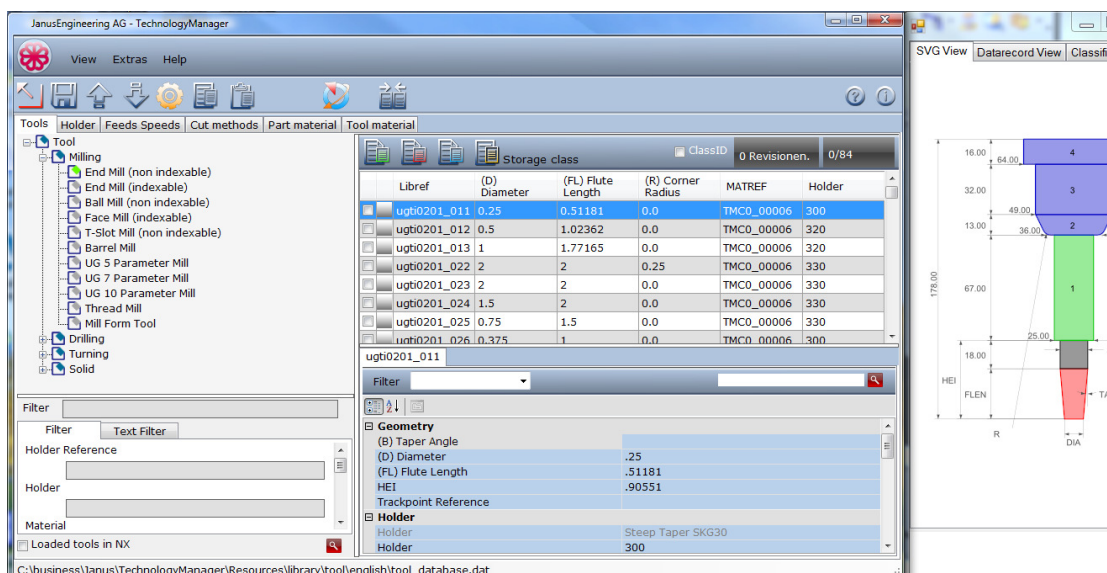 JanusEngineering AG - TechnologyManager
View Extras Help
Tools Holder Feeds Speeds Cut methods Part material Tool material
Tool
Milling
End Mill (non indexable)
End Mill (indexable)
Ball Mill (non indexable)
Face Mill (indexable)
T-Slot Mill (non indexable)
Barrel Mill
UG 5 Parameter Mill
UG 7 Parameter Mill
UG 10 Parameter Mill
Thread Mill
Mill Form Tool
Drilling
Turning
Solid
Filter
Filter Text Filter
Holder Reference
Holder
Material
Loaded tools in NX
Storage class ClassID 0 Revisionen. 0/84
Libref (D) Diameter (FL) Flute Length (R) Corner Radius MATREF Holder
ugti0201_011 0.25 0.51181 0.0 TMC0_00006 300
ugti0201_012 0.5 1.02362 0.0 TMC0_00006 320
ugti0201_013 1 1.77165 0.0 TMC0_00006 320
ugti0201_022 2 2 0.25 TMC0_00006 330
ugti0201_023 2 2 0.0 TMC0_00006 330
ugti0201_024 1.5 2 0.0 TMC0_00006 330
ugti0201_025 0.75 1.5 0.0 TMC0_00006 330
ugti0201_026 0.375 1 0.0 TMC0_00006 300
ugti0201_011
Filter
Geometry
(B) Taper Angle
(D) Diameter .25
(FL) Flute Length .51181
HEI .90551
Trackpoint Reference
Holder
Holder Steep Taper SKG30
Holder 300
C:\business\Janus\TechnologyManager\Resources\library\tool\english\tool_database.dat
SVG View Datarecord View Classifi
16.00 64.00 4
32.00 3
49.00
13.00 36.00 2
178.00 67.00 1
25.00
18.00
HEI FLEN TA
R DIA